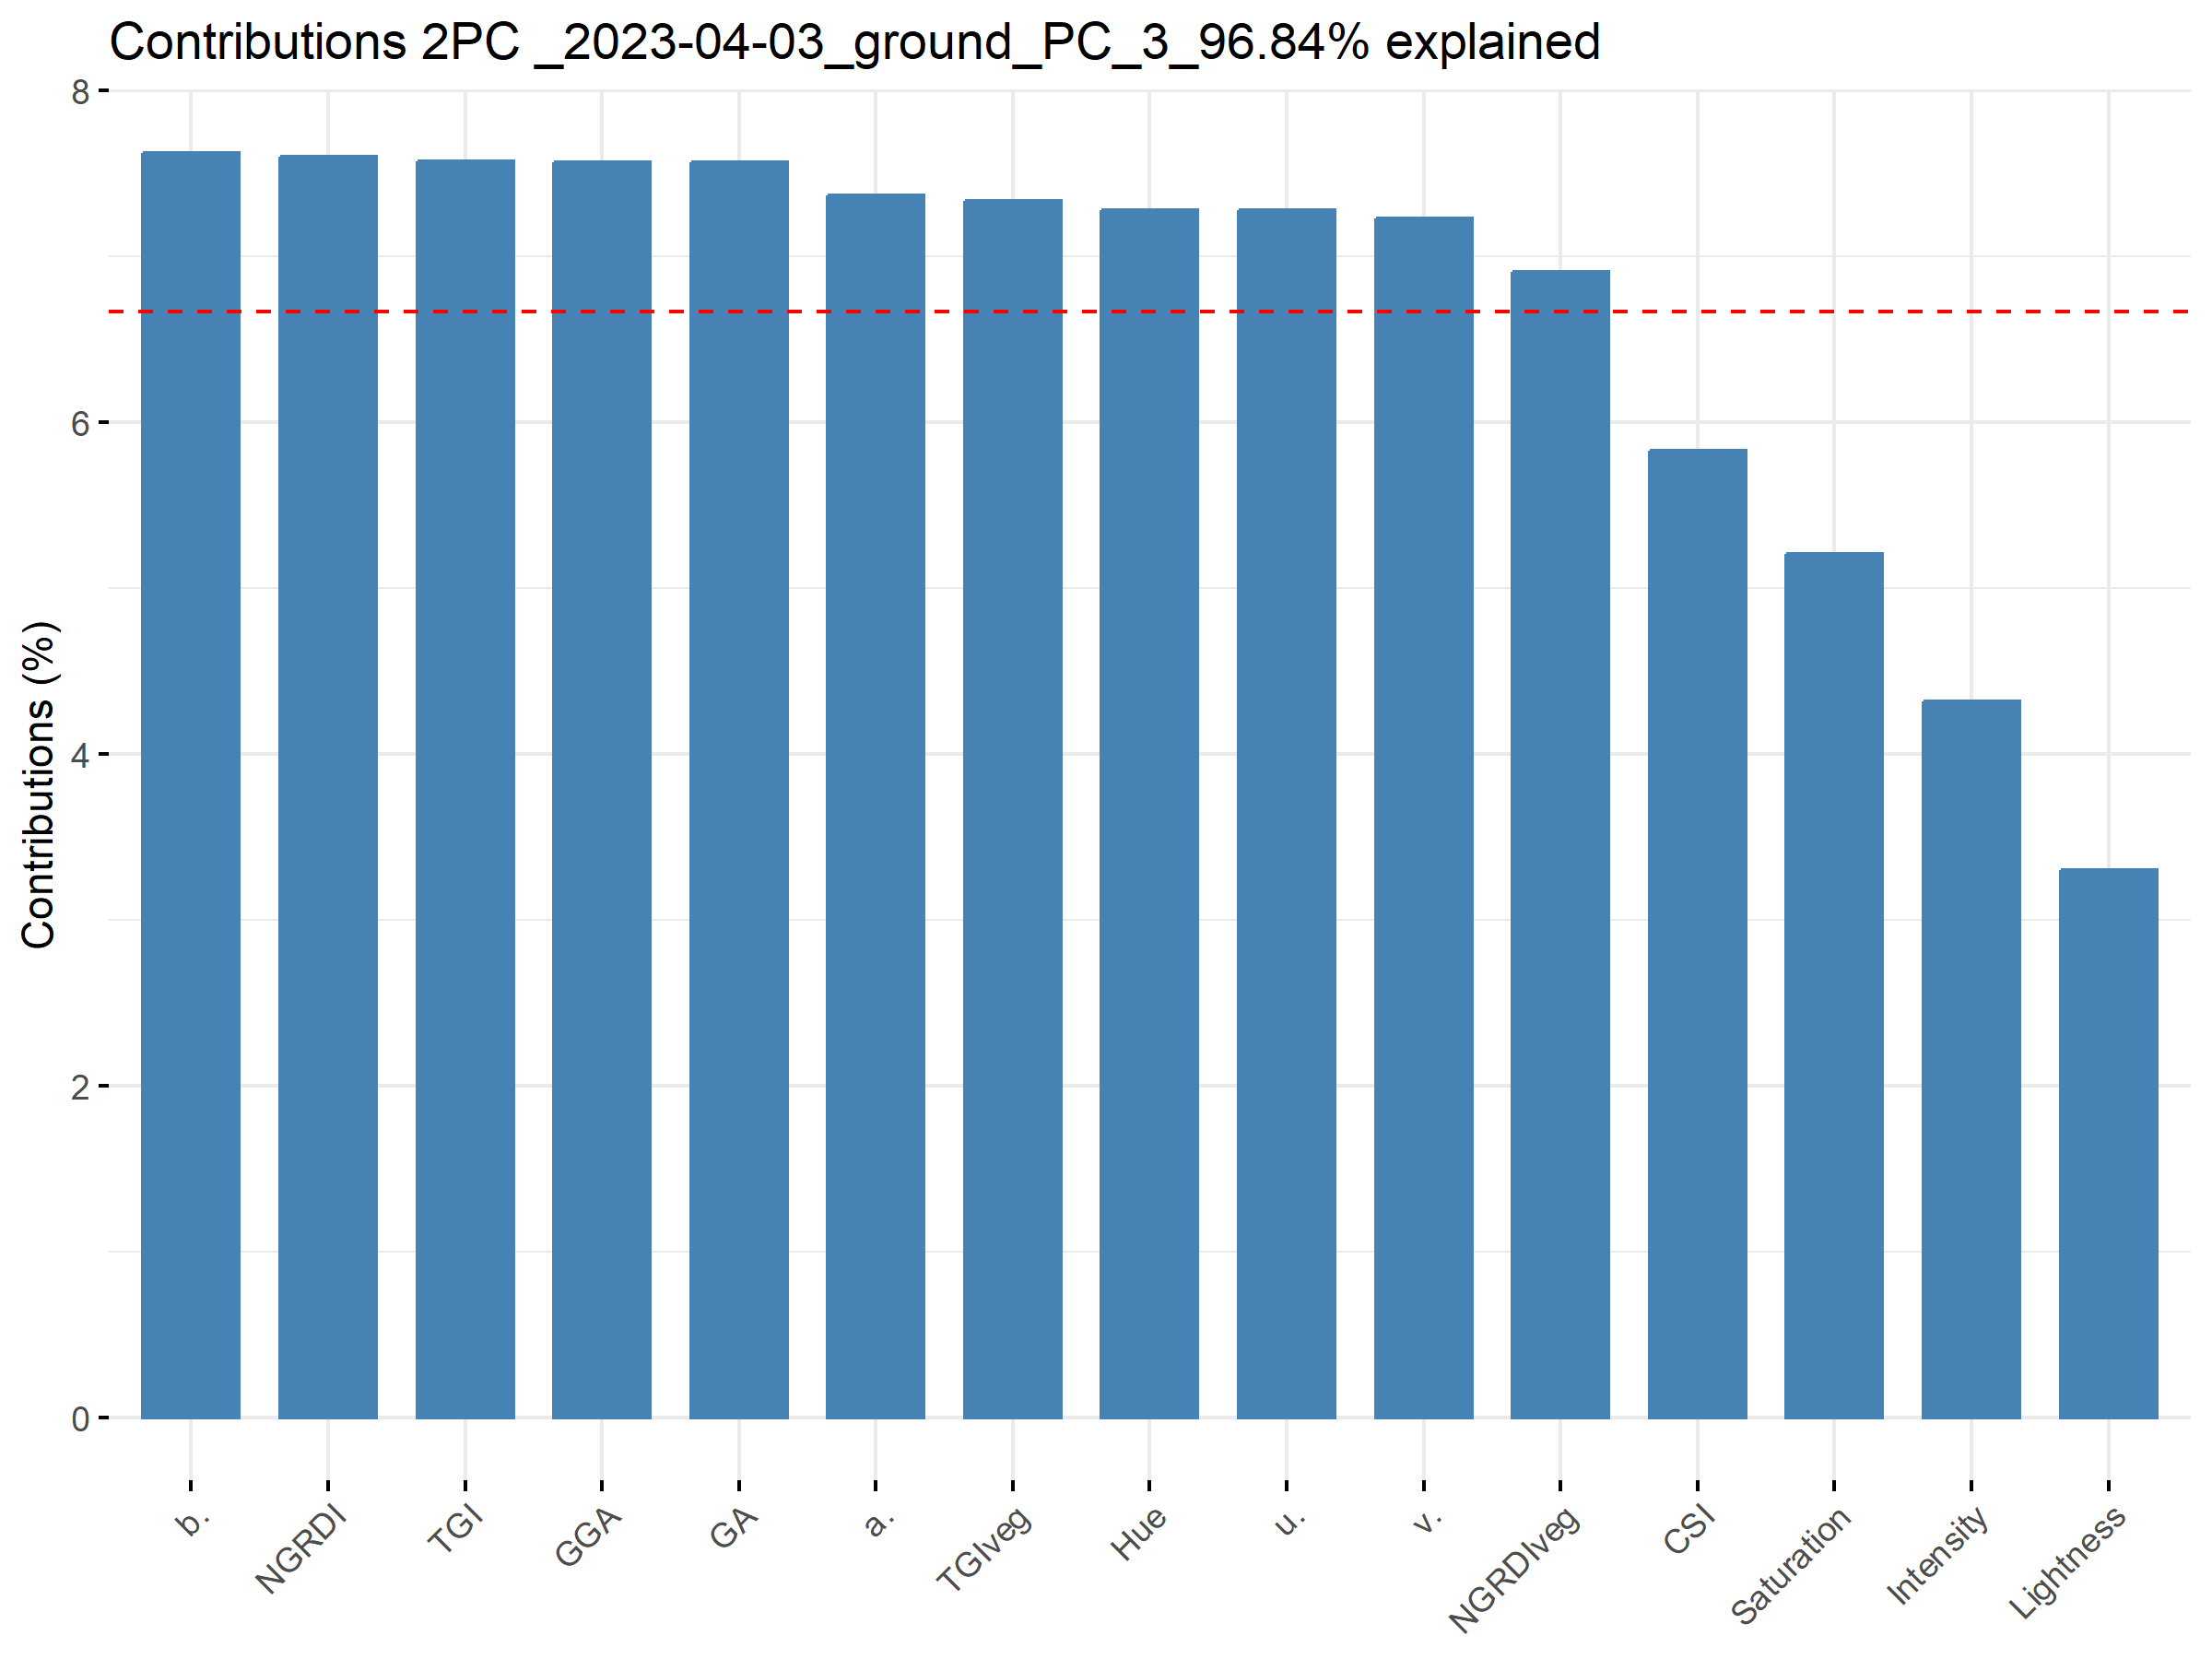 Contributions 2PC _2023-04-03_ground_PC_3_96.84% explained
Contributions (%)
8
6
4
2
0
b.
NGRDI
TGI
GGA
GA
a.
TGIveg
Hue
u.
v.
NGRDIveg
CSI
Saturation
Intensity
Lightness